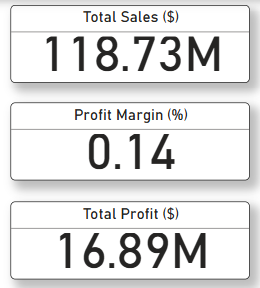 Total Sales ($)
118.73M
Profit Margin (%)
0.14
Total Profit ($)
16.89M